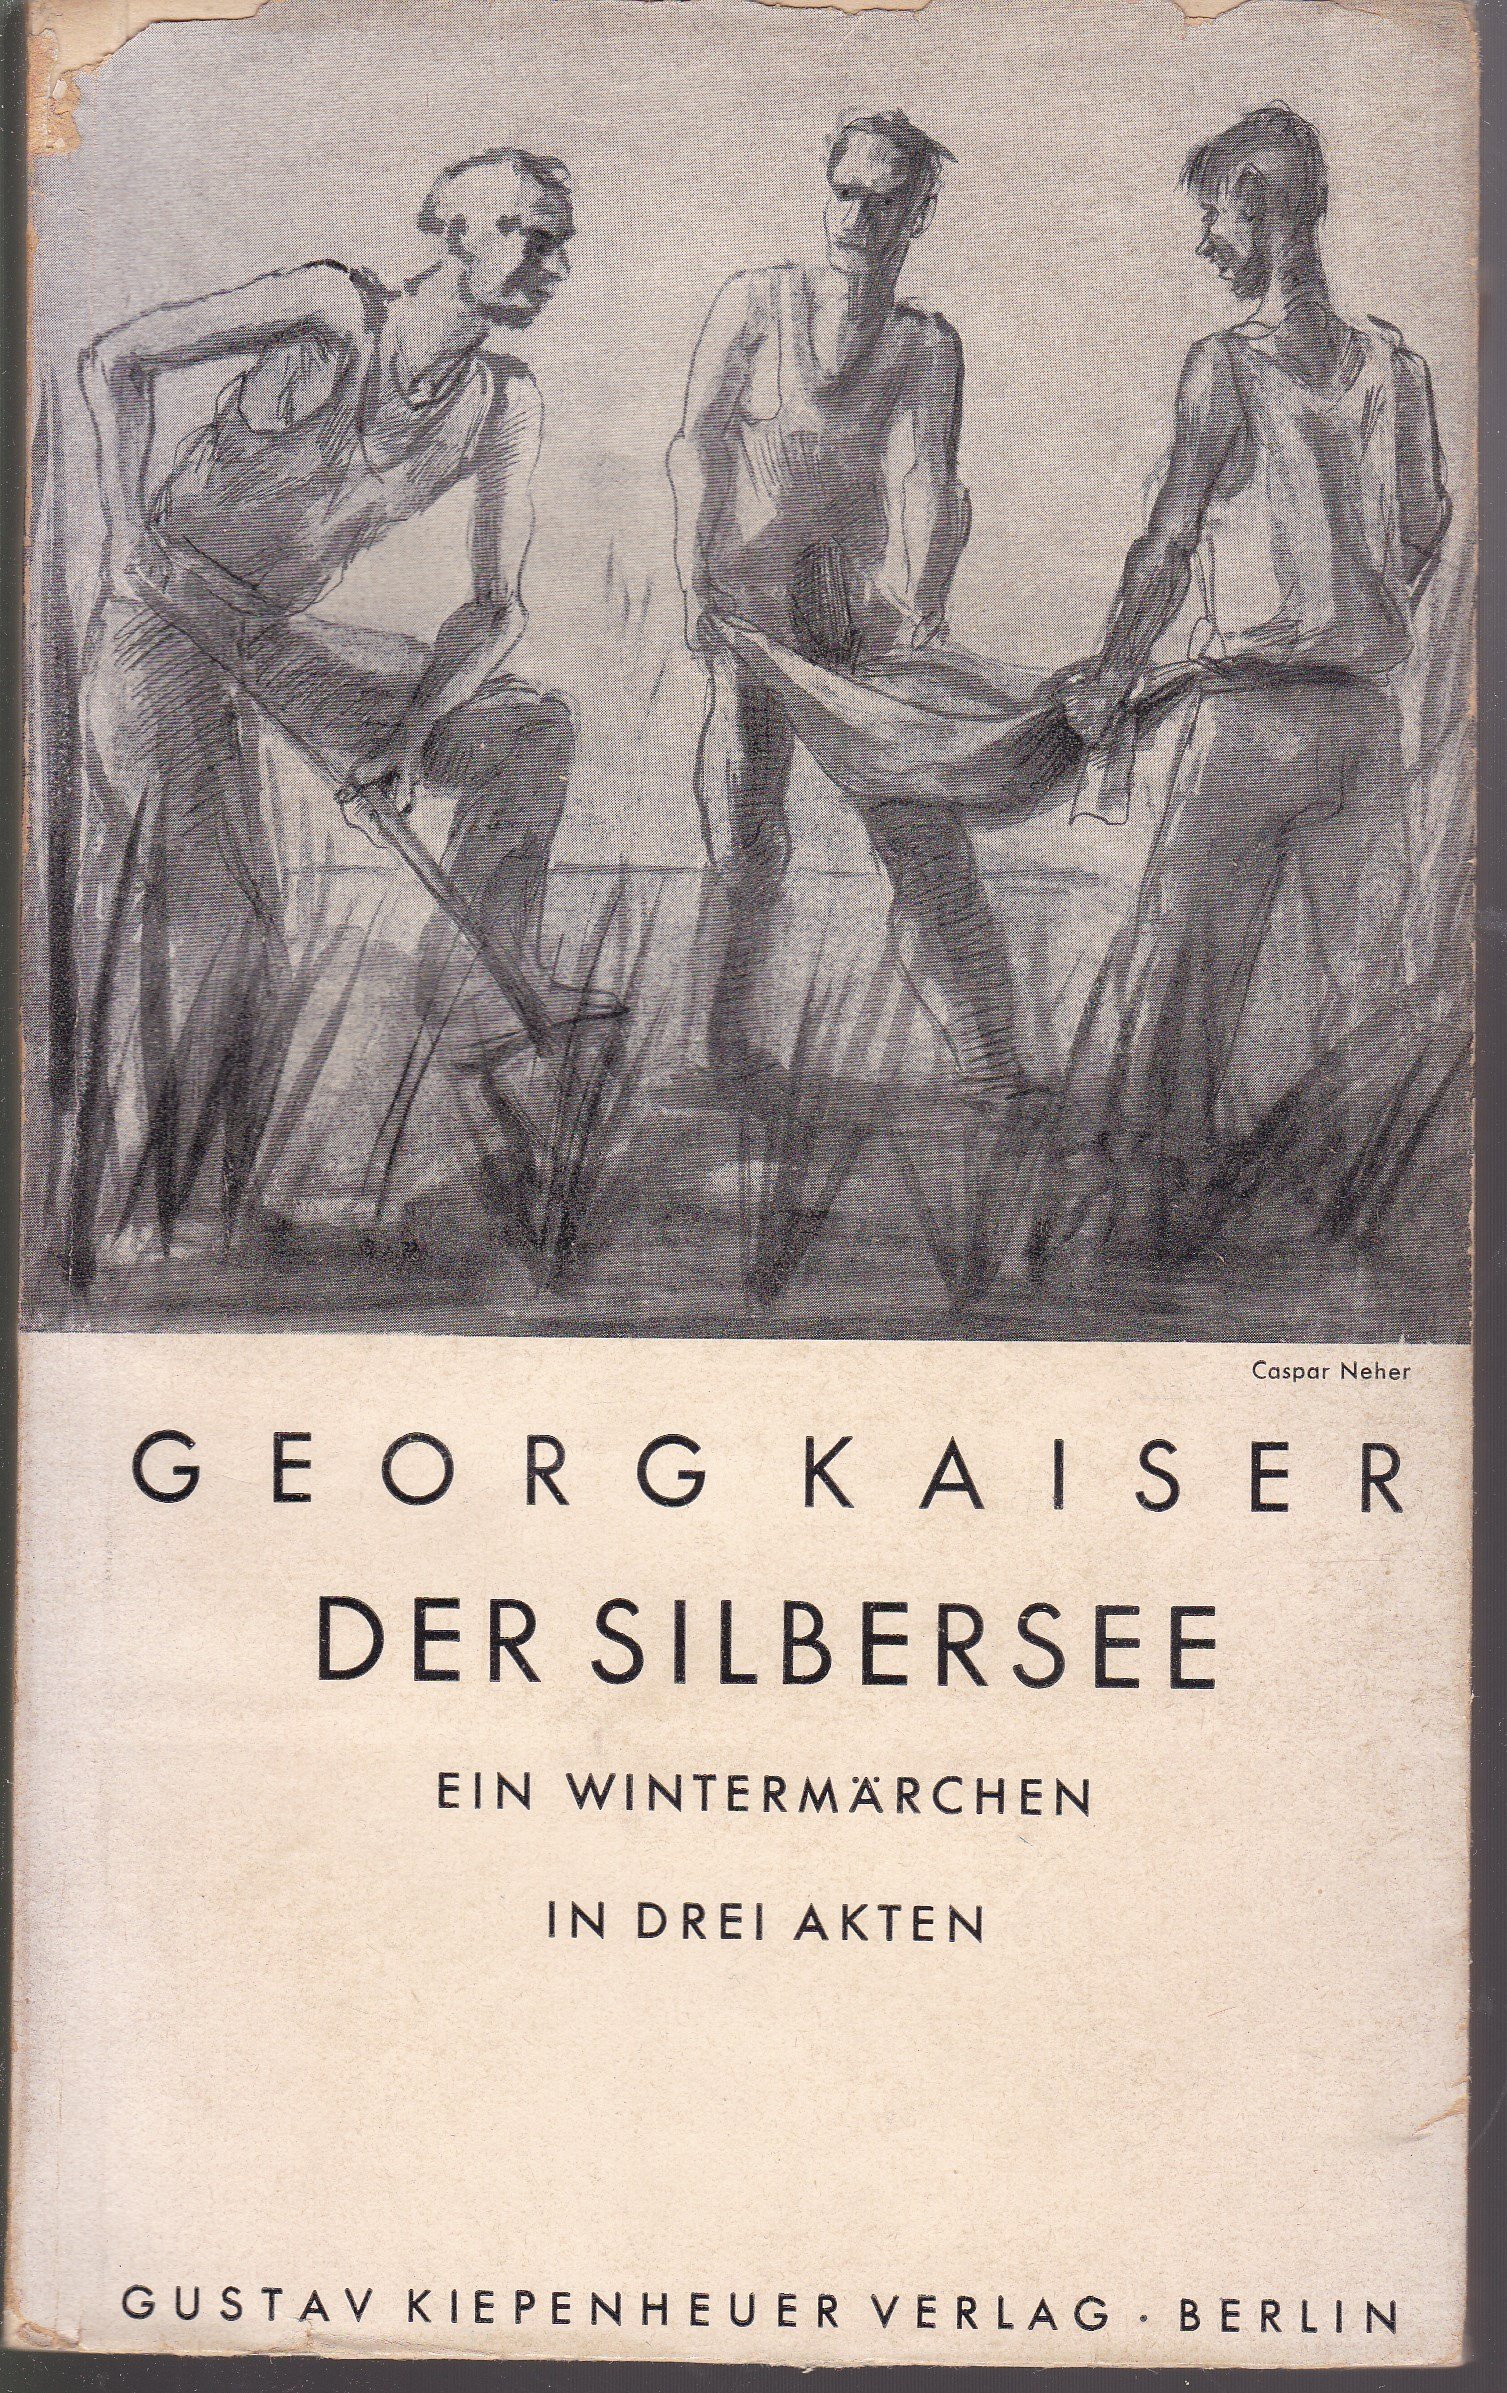 Caspar Neher
GEORG KAISER
DER SILBERSEE
EIN WINTERMÄRCHEN
IN DREI AKTEN
GUSTAV KIEPENHEUER VERLAG · BERLIN